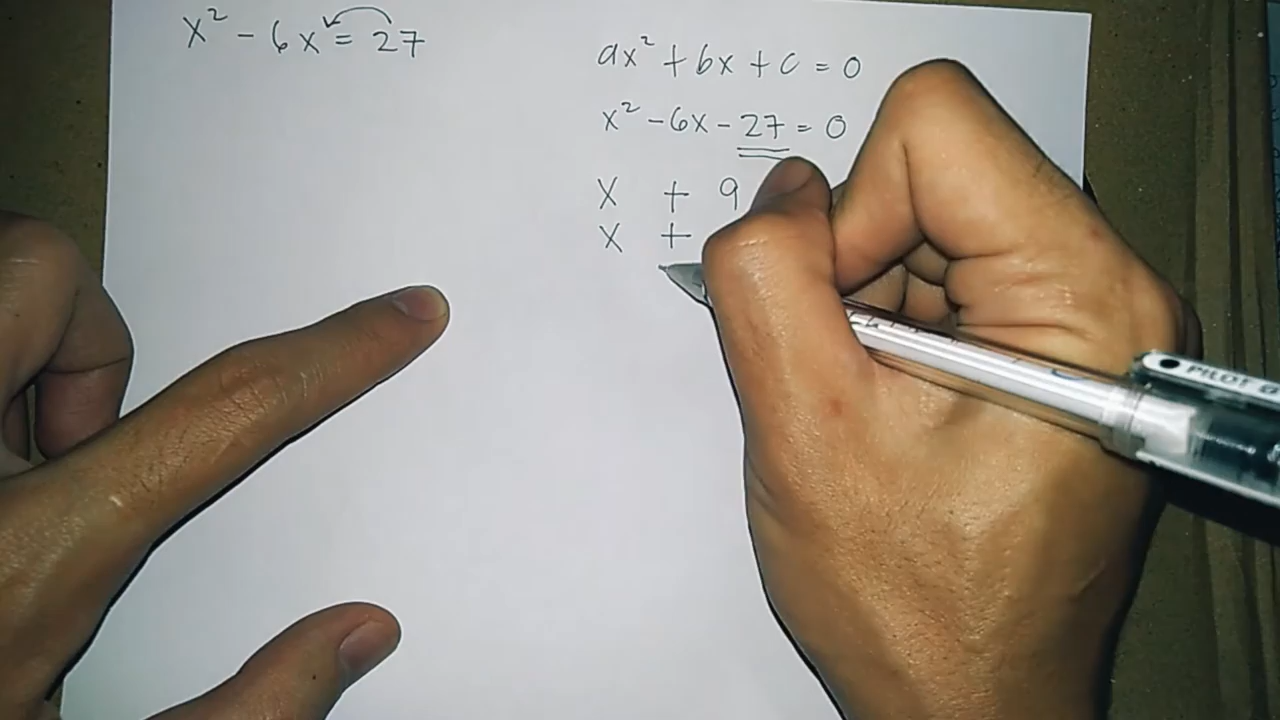 x² - 6x = 27
ax² + bx + c = 0
x² - 6x - 27 = 0
x + 9
x +
PILOT G